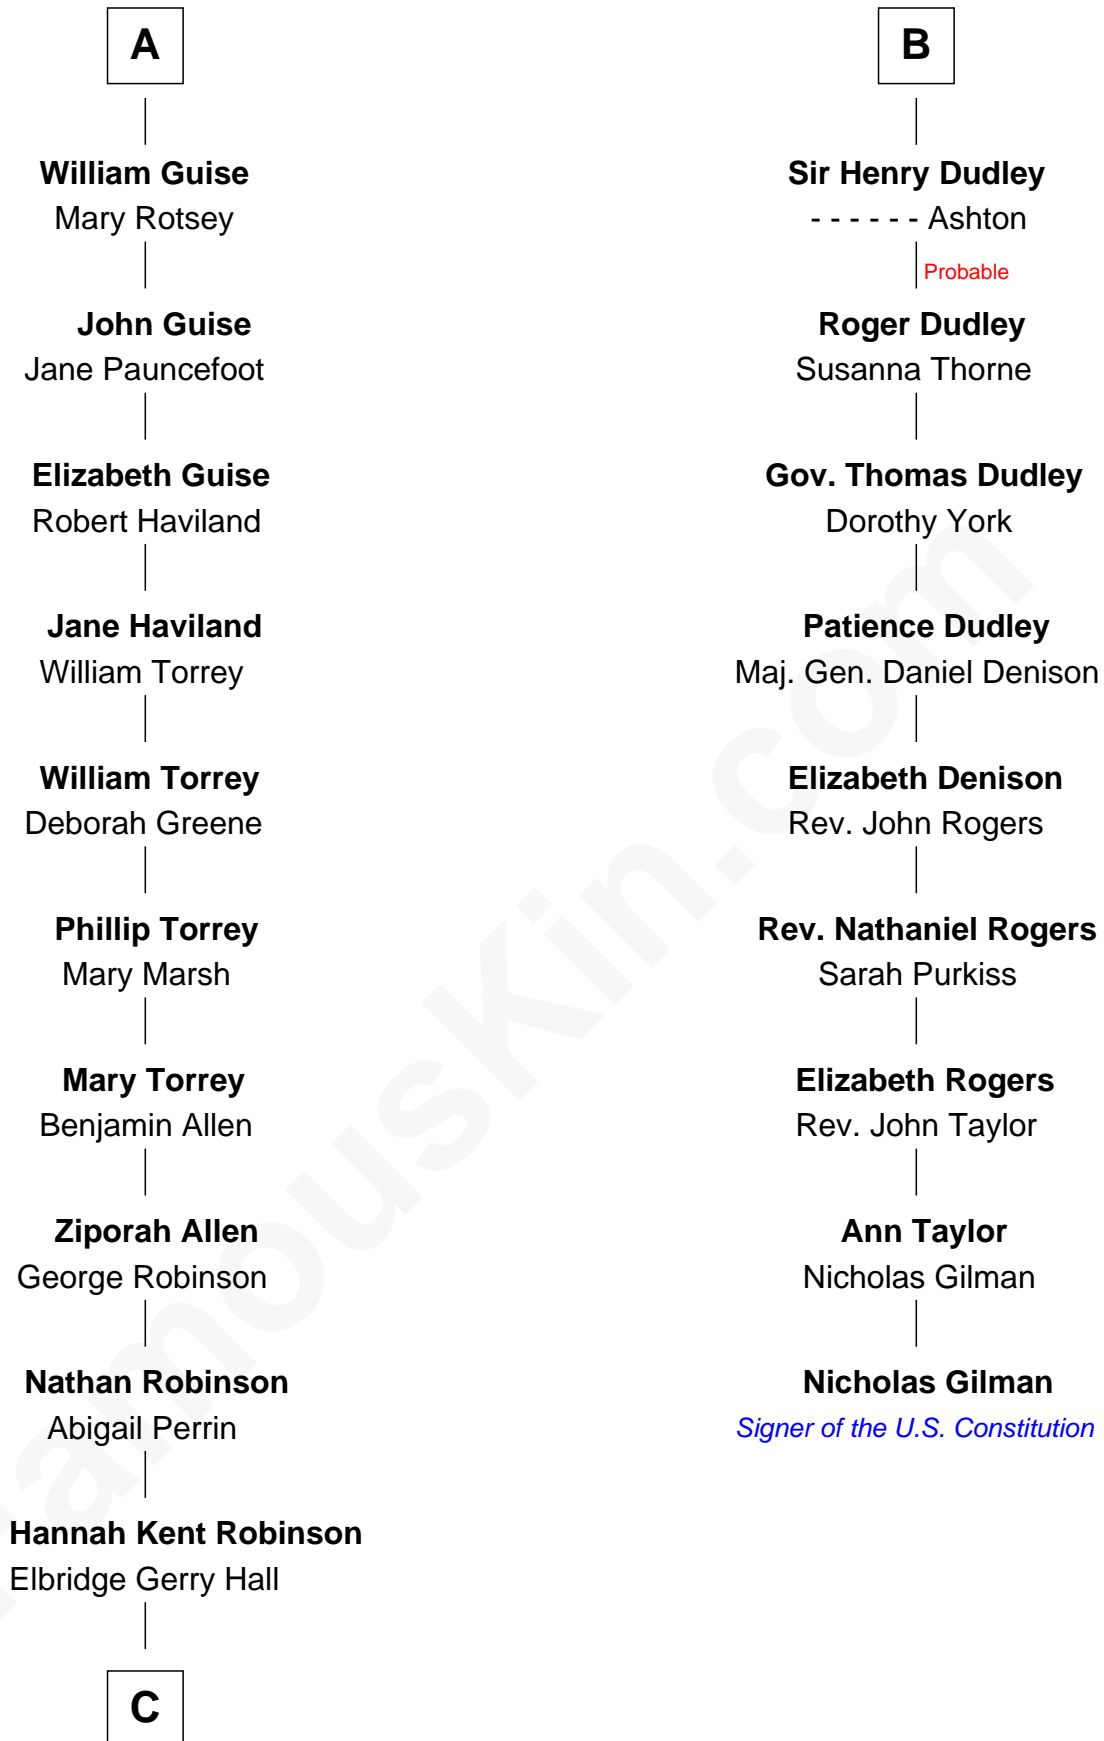 A
William Guise
Mary Rotsey
John Guise
Jane Pauncefoot
Elizabeth Guise
Robert Haviland
Jane Haviland
William Torrey
William Torrey
Deborah Greene
Phillip Torrey
Mary Marsh
Mary Torrey
Benjamin Allen
Ziporah Allen
George Robinson
Nathan Robinson
Abigail Perrin
Hannah Kent Robinson
Elbridge Gerry Hall
C
B
Sir Henry Dudley
- - - - - - Ashton
Probable
Roger Dudley
Susanna Thorne
Gov. Thomas Dudley
Dorothy York
Patience Dudley
Maj. Gen. Daniel Denison
Elizabeth Denison
Rev. John Rogers
Rev. Nathaniel Rogers
Sarah Purkiss
Elizabeth Rogers
Rev. John Taylor
Ann Taylor
Nicholas Gilman
Nicholas Gilman
Signer of the U.S. Constitution
FamousKin.com